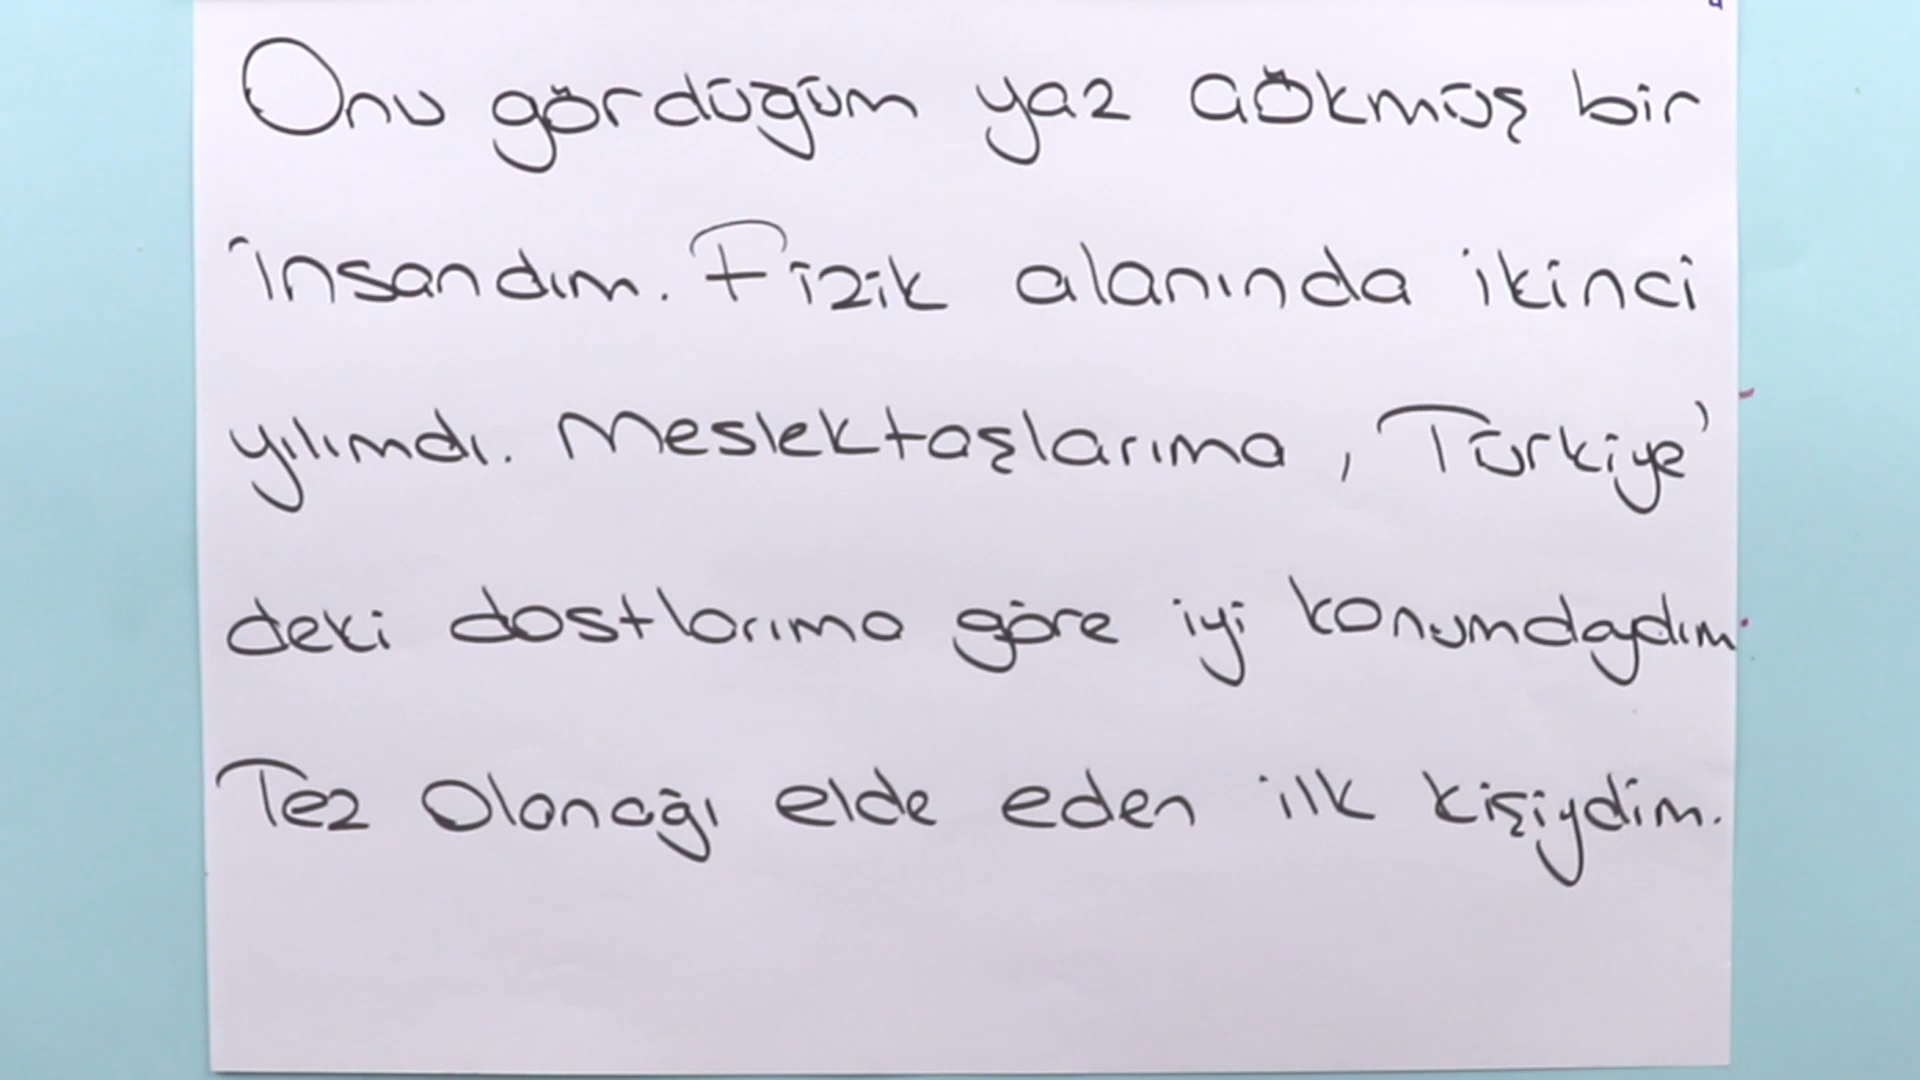 Onu gördüğüm yaz çökmüş bir
insandım. Fizik alanında ikinci
yılımdı. Meslektaşlarıma, Türkiye'
deki dostlarıma göre iyi konumdaydım.
Tez olanağı elde eden ilk kişiydim.